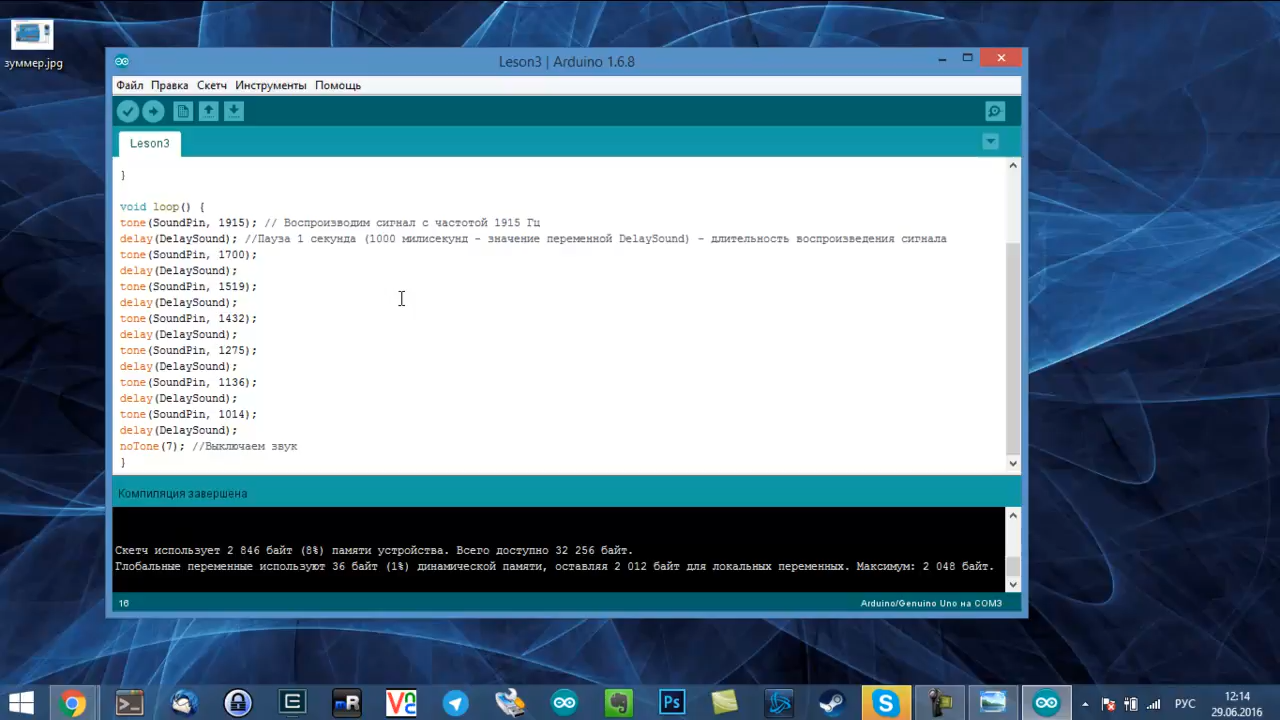 зуммер.jpg
Leson3 | Arduino 1.6.8
Файл Правка Скетч Инструменты Помощь
Leson3
}
void loop() {
tone(SoundPin, 1915); // Воспроизводим сигнал с частотой 1915 Гц
delay(DelaySound); //Пауза 1 секунда (1000 милисекунд - значение переменной DelaySound) - длительность воспроизведения сигнала
tone(SoundPin, 1700);
delay(DelaySound);
tone(SoundPin, 1519);
delay(DelaySound);
tone(SoundPin, 1432);
delay(DelaySound);
tone(SoundPin, 1275);
delay(DelaySound);
tone(SoundPin, 1136);
delay(DelaySound);
tone(SoundPin, 1014);
delay(DelaySound);
noTone(7); //Выключаем звук
}
Компиляция завершена
Скетч использует 2 846 байт (8%) памяти устройства. Всего доступно 32 256 байт.
Глобальные переменные используют 36 байт (1%) динамической памяти, оставляя 2 012 байт для локальных переменных. Максимум: 2 048 байт.
16
Arduino/Genuino Uno на COM3
РУС
12:14
29.06.2016